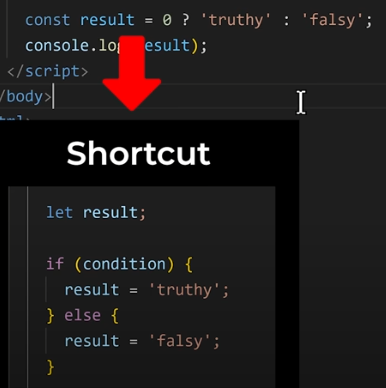 const result = 0 ? 'truthy' : 'falsy';
console.log result);
</script>
/body>
Shortcut
let result;
if (condition) {
result = 'truthy';
} else {
result = 'falsy';
}